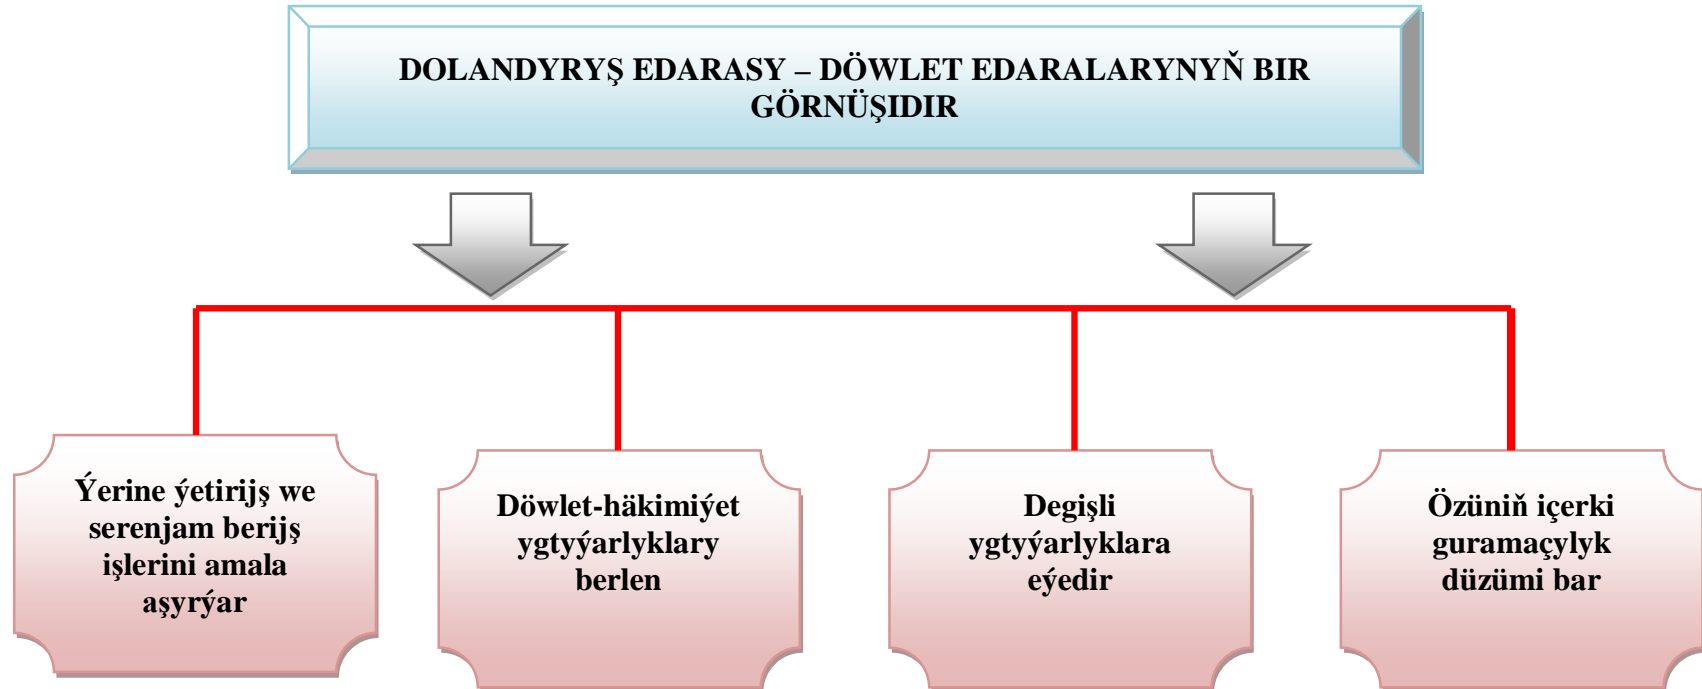 DOLANDYRYŞ EDARASY – DÖWLET EDARALARYNYŇ BIR
GÖRNÜŞIDIR
Ýerine ýetirijş we
serenjam berijş
işlerini amala
aşyrýar
Döwlet-häkimiýet
ygtyýarlyklary
berlen
Degişli
ygtyýarlyklara
eýedir
Özüniň içerki
guramaçylyk
düzümi bar